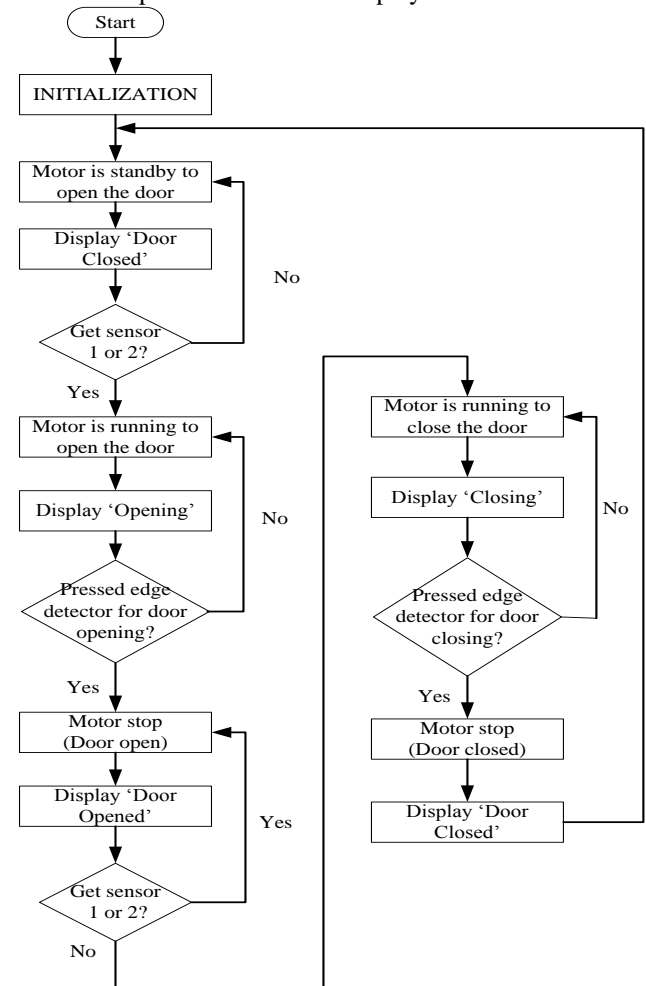 Start
INITIALIZATION
Motor is standby to
open the door
Display ‘Door
Closed’
No
Get sensor
1 or 2?
Yes
Motor is running to
open the door
Display ‘Opening’
No
Pressed edge
detector for door
opening?
Yes
Motor stop
(Door open)
Display ‘Door
Opened’
Yes
Get sensor
1 or 2?
No
Motor is running to
close the door
Display ‘Closing’
No
Pressed edge
detector for door
closing?
Yes
Motor stop
(Door closed)
Display ‘Door
Closed’